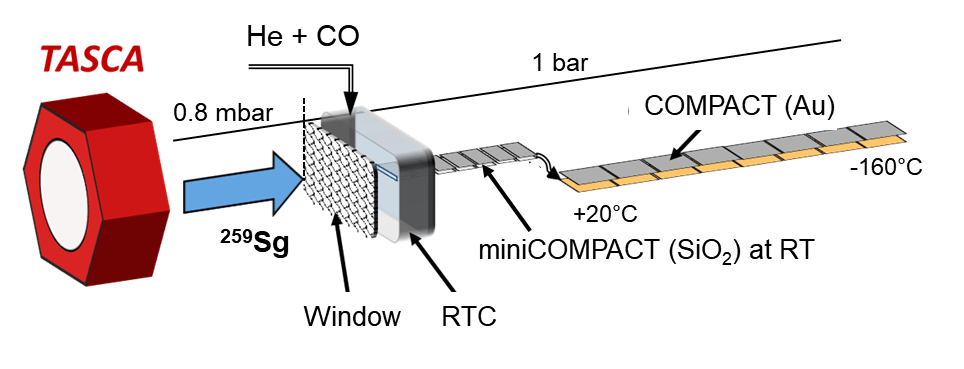 He + CO
TASCA
1 bar
0.8 mbar
COMPACT (Au)
-160°C
+20°C
²⁵⁹Sg
miniCOMPACT (SiO₂) at RT
Window
RTC